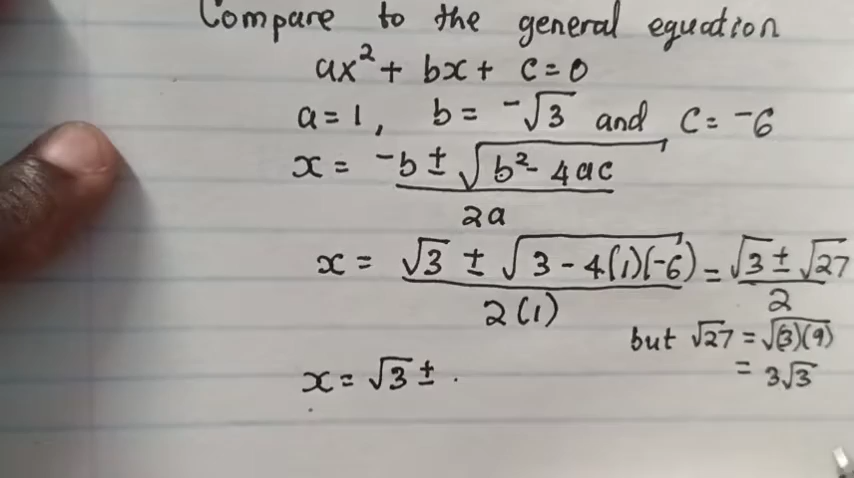 Compare to the general equation
ax² + bx + c = 0
a = 1, b = -√3 and c = -6
x = -b ± √b² - 4ac
2a
x = √3 ± √3 - 4(1)(-6) = √3 ± √27
2(1) 2
but √27 = √(3)(9)
= 3√3
x = √3 ± .